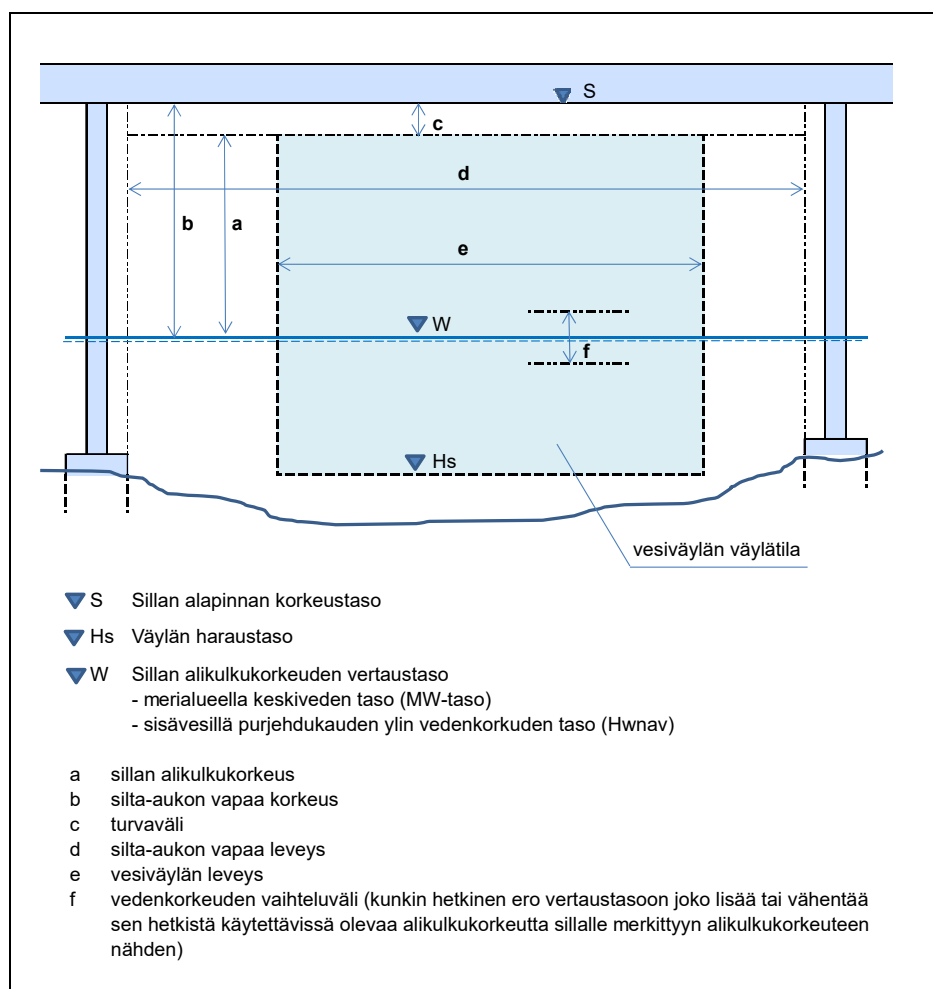 S
c
d
b
a
e
W
f
Hs
vesiväylän väylätila
S Sillan alapinnan korkeustaso
Hs Väylän haraustaso
W Sillan alikulkukorkeuden vertaustaso
- merialueella keskiveden taso (MW-taso)
- sisävesillä purjehdukauden ylin vedenkorkuden taso (Hwnav)
a sillan alikulkukorkeus
b silta-aukon vapaa korkeus
c turvaväli
d silta-aukon vapaa leveys
e vesiväylän leveys
f vedenkorkeuden vaihteluväli (kunkin hetkinen ero vertaustasoon joko lisää tai vähentää
sen hetkistä käytettävissä olevaa alikulkukorkeutta sillalle merkittyyn alikulkukorkeuteen
nähden)